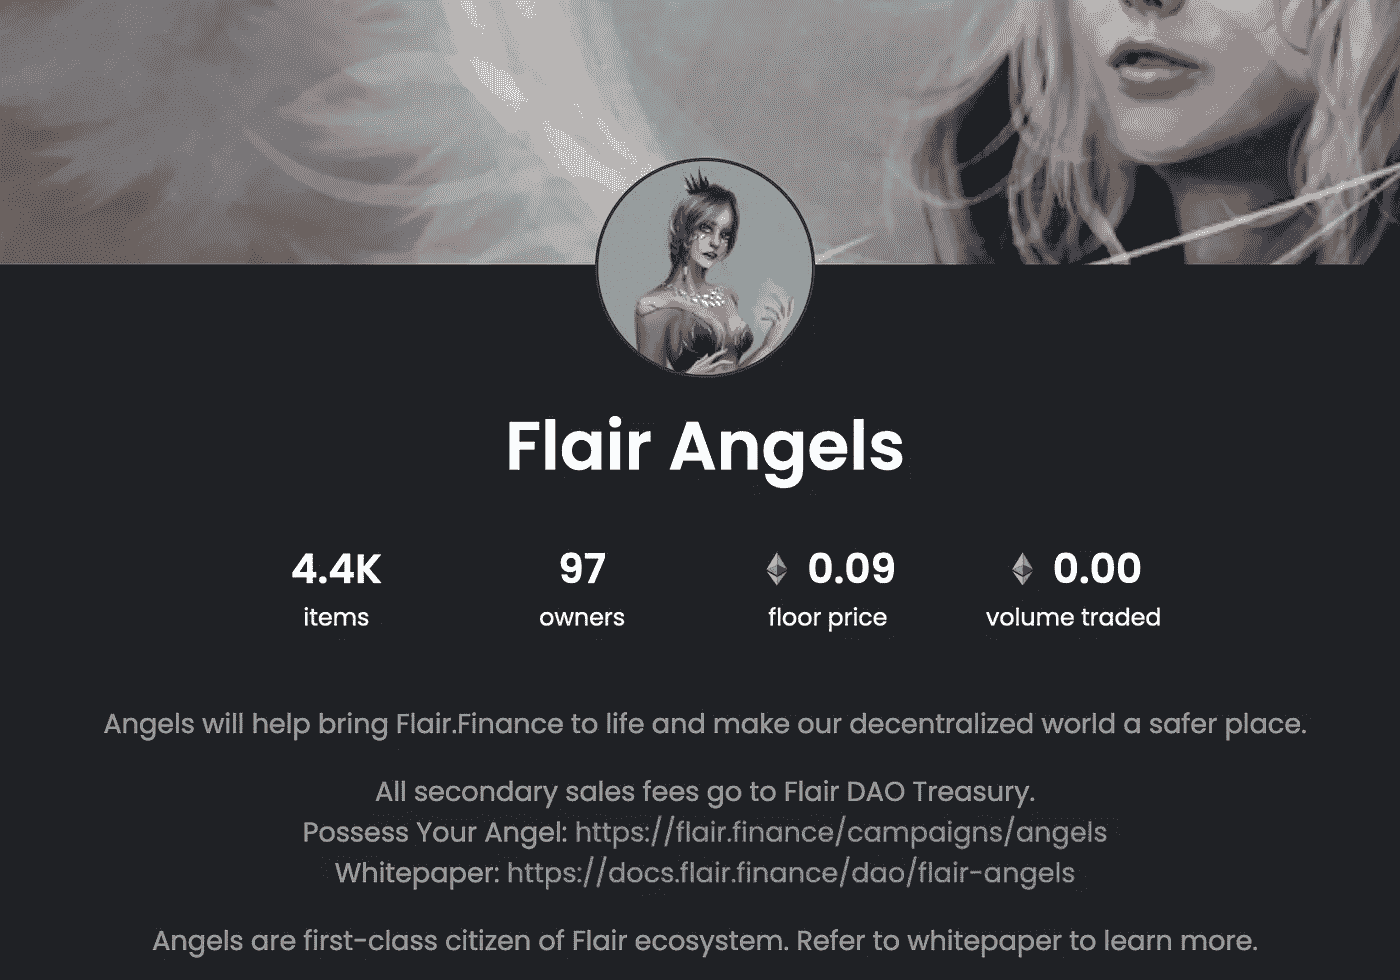 Flair Angels
4.4K 97 0.09 0.00
items owners floor price volume traded
Angels will help bring Flair.Finance to life and make our decentralized world a safer place.
All secondary sales fees go to Flair DAO Treasury.
Possess Your Angel: https://flair.finance/campaigns/angels
Whitepaper: https://docs.flair.finance/dao/flair-angels
Angels are first-class citizen of Flair ecosystem. Refer to whitepaper to learn more.